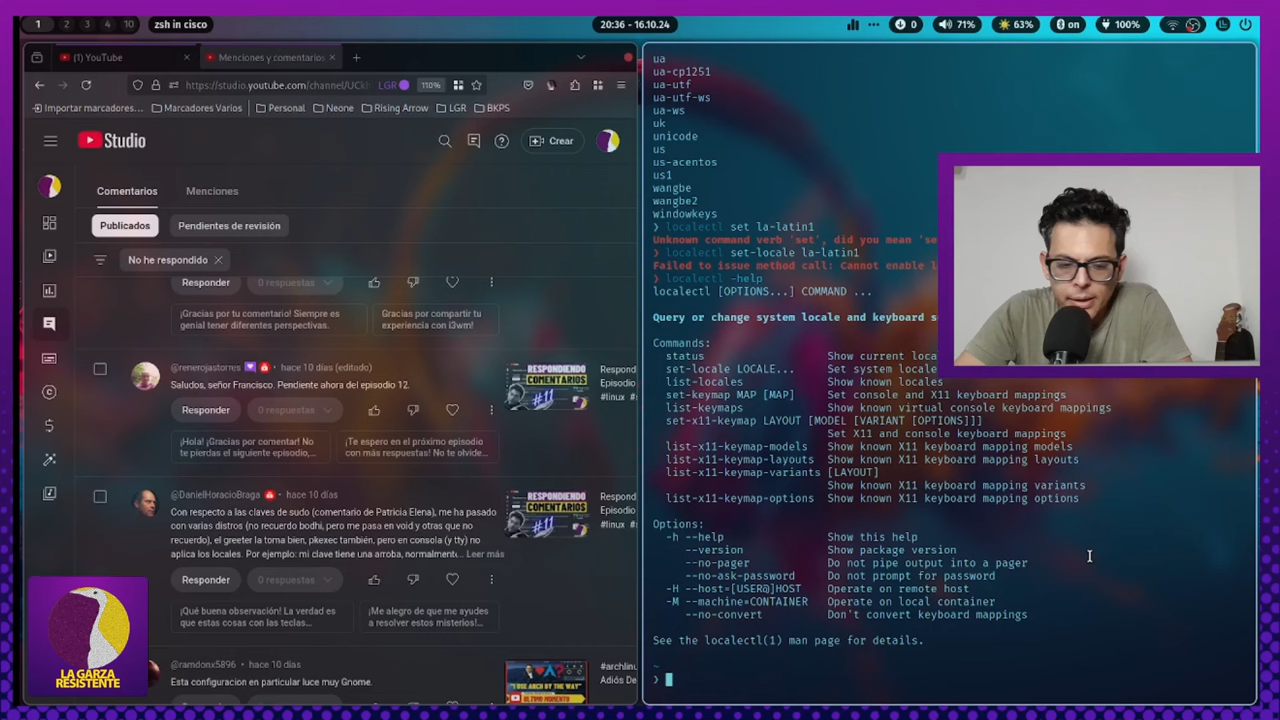 1 2 3 4 10 zsh in cisco
20:36 - 16.10.24
0 71% 63% on 100%
(1) YouTube
Menciones y comentarios
https://studio.youtube.com/channel/UCkl
LGR
110%
Importar marcadores...
Marcadores Varios
Personal
Neone
Rising Arrow
LGR
BKPS
Studio
Crear
Comentarios
Menciones
Publicados
Pendientes de revisión
No he respondido
Responder
0 respuestas
¡Gracias por tu comentario! Siempre es
genial tener diferentes perspectivas.
Gracias por compartir tu
experiencia con i3wm!
@renerojastorres
hace 10 días (editado)
Saludos, señor Francisco. Pendiente ahora del episodio 12.
Responder
0 respuestas
¡Hola! ¡Gracias por comentar! No
te pierdas el siguiente episodio,...
¡Te espero en el próximo episodio
con más respuestas! No te olvide...
RESPONDIENDO
COMENTARIOS
#11
Respond
Episodio
#linux
@DanielHoracioBraga
hace 10 días
Con respecto a las claves de sudo (comentario de Patricia Elena), me ha pasado
con varias distros (no recuerdo bodhi, pero me pasa en void y otras que no
recuerdo), el greeter la toma bien, pkexec también, pero en consola (y tty) no
aplica los locales. Por ejemplo: mi clave tiene una arroba, normalment... Leer más
Responder
0 respuestas
¡Qué buena observación! La verdad es
que estas cosas con las teclas...
¡Me alegro de que me ayudes
a resolver estos misterios!...
RESPONDIENDO
COMENTARIOS
#11
Respond
Episodio
#linux
@ramdonx5896
hace 10 días
Esta configuracion en particular luce muy Gnome.
"I USE ARCH BY THE WAY"
ÚLTIMO MOMENTO
#archlinu
Adiós De
LA GARZA
RESISTENTE
ua
ua-cp1251
ua-utf
ua-utf-ws
ua-ws
uk
unicode
us
us-acentos
us1
wangbe
wangbe2
windowkeys
❯ localectl set la-latin1
Unknown command verb 'set', did you mean 'se
❯ localectl set-locale la-latin1
Failed to issue method call: Cannot enable l
❯ localectl -help
localectl [OPTIONS...] COMMAND ...
Query or change system locale and keyboard s
Commands:
status Show current loca
set-locale LOCALE... Set system locale
list-locales Show known locales
set-keymap MAP [MAP] Set console and X11 keyboard mappings
list-keymaps Show known virtual console keyboard mappings
set-x11-keymap LAYOUT [MODEL [VARIANT [OPTIONS]]]
Set X11 and console keyboard mappings
list-x11-keymap-models Show known X11 keyboard mapping models
list-x11-keymap-layouts Show known X11 keyboard mapping layouts
list-x11-keymap-variants [LAYOUT]
Show known X11 keyboard mapping variants
list-x11-keymap-options Show known X11 keyboard mapping options
Options:
-h --help Show this help
--version Show package version
--no-pager Do not pipe output into a pager
--no-ask-password Do not prompt for password
-H --host=[USER@]HOST Operate on remote host
-M --machine=CONTAINER Operate on local container
--no-convert Don't convert keyboard mappings
See the localectl(1) man page for details.
~
❯